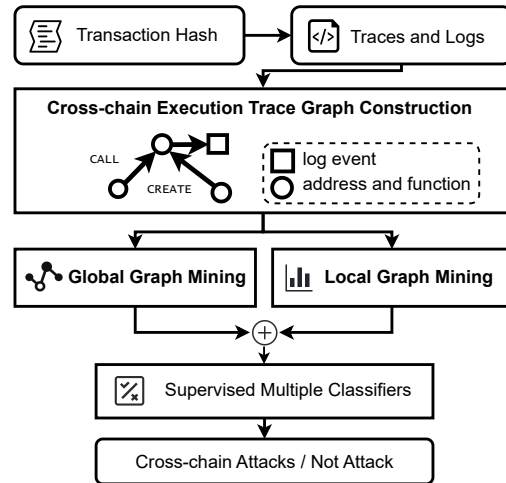 Transaction Hash
Traces and Logs
Cross-chain Execution Trace Graph Construction
CALL
CREATE
log event
address and function
Global Graph Mining
Local Graph Mining
Supervised Multiple Classifiers
Cross-chain Attacks / Not Attack